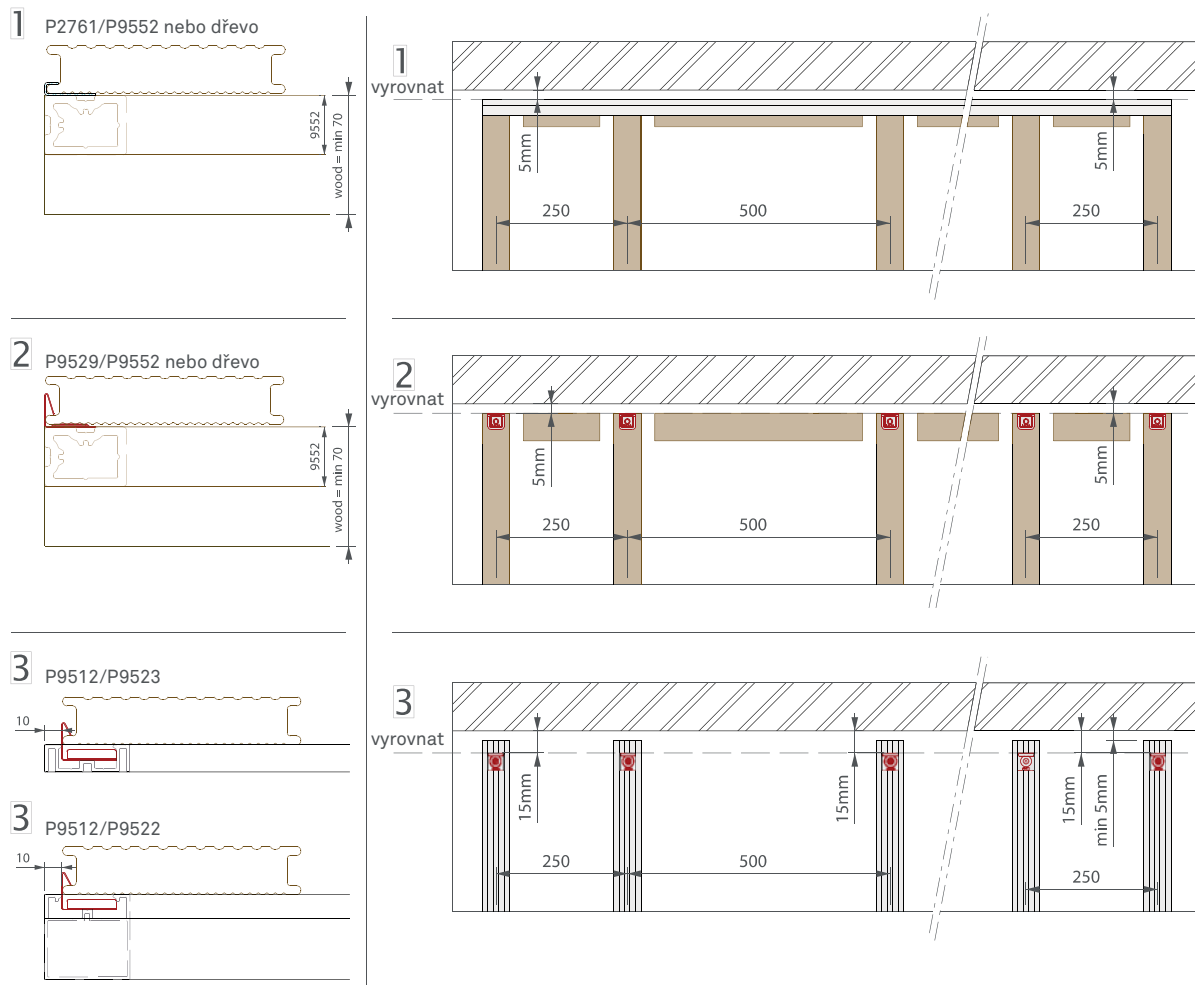 1
P2761/P9552 nebo dřevo
9552
wood = min 70
1
vyrovnat
5mm
5mm
250
500
250
2
P9529/P9552 nebo dřevo
9552
wood = min 70
2
vyrovnat
5mm
5mm
250
500
250
3
P9512/P9523
10
3
P9512/P9522
10
3
vyrovnat
15mm
15mm
15mm
min 5mm
250
500
250